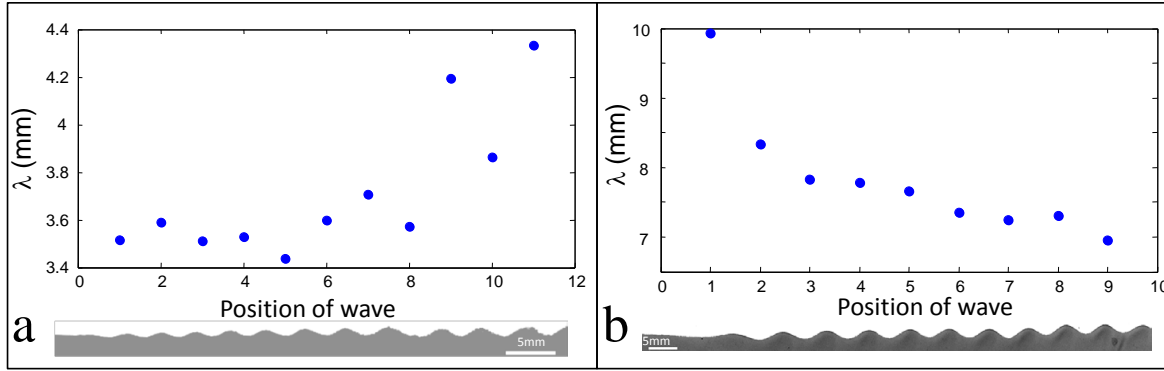 4.4
4.2
4
3.8
3.6
3.4
λ (mm)
0 2 4 6 8 10 12
Position of wave
a
5mm
10
9
8
7
λ (mm)
0 1 2 3 4 5 6 7 8 9 10
Position of wave
b
5mm